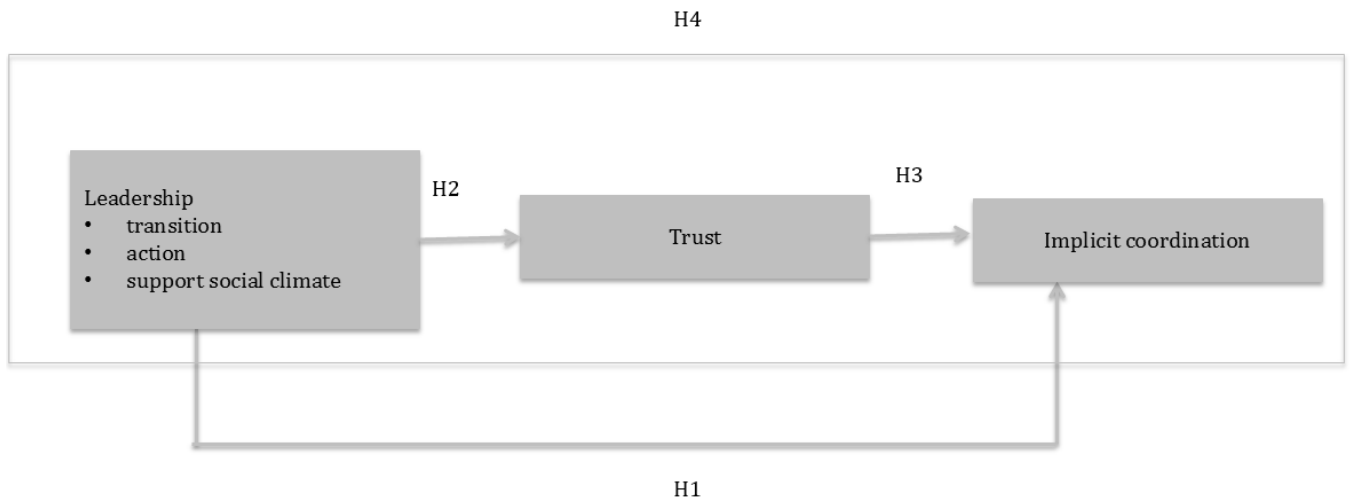 H4
Leadership
• transition
• action
• support social climate
H2
Trust
H3
Implicit coordination
H1